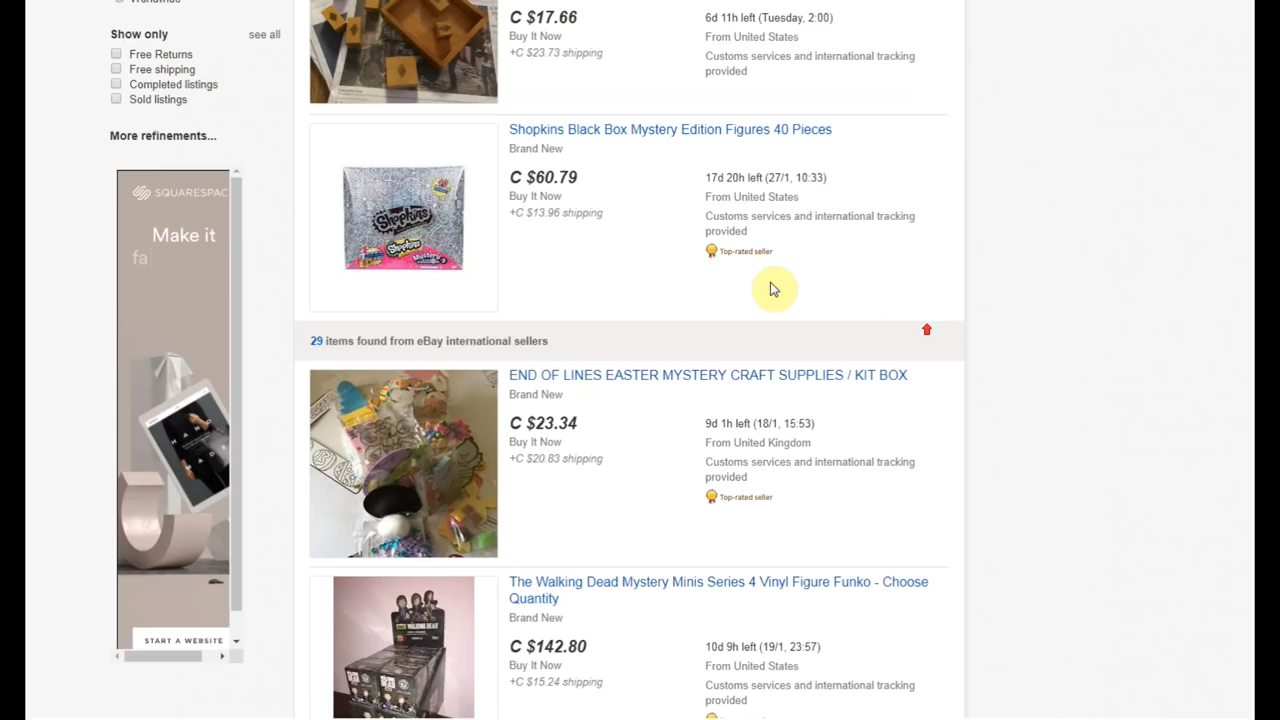 Show only
see all
Free Returns
Free shipping
Completed listings
Sold listings
More refinements...
SQUARESPAC
Make it
fa
START A WEBSITE
C $17.66
Buy It Now
+C $23.73 shipping
6d 11h left (Tuesday, 2:00)
From United States
Customs services and international tracking
provided
Shopkins Black Box Mystery Edition Figures 40 Pieces
Brand New
C $60.79
Buy It Now
+C $13.96 shipping
17d 20h left (27/1, 10:33)
From United States
Customs services and international tracking
provided
Top-rated seller
Shopkins
Shopkins
29 items found from eBay international sellers
END OF LINES EASTER MYSTERY CRAFT SUPPLIES / KIT BOX
Brand New
C $23.34
Buy It Now
+C $20.83 shipping
9d 1h left (18/1, 15:53)
From United Kingdom
Customs services and international tracking
provided
Top-rated seller
The Walking Dead Mystery Minis Series 4 Vinyl Figure Funko - Choose
Quantity
Brand New
C $142.80
Buy It Now
+C $15.24 shipping
10d 9h left (19/1, 23:57)
From United States
Customs services and international tracking
provided
WALKING DEAD